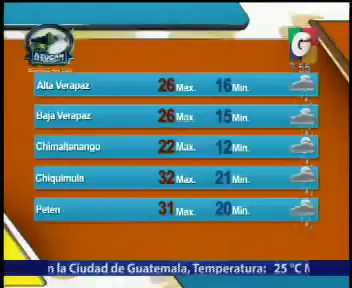 AZUCAR
G
Alta Verapaz 26 Max. 16 Min.
Baja Verapaz 26 Max. 15 Min.
Chimaltenango 22 Max. 12 Min.
Chiquimula 32 Max. 21 Min.
Peten 31 Max. 20 Min.
n la Ciudad de Guatemala, Temperatura: 25 °C M